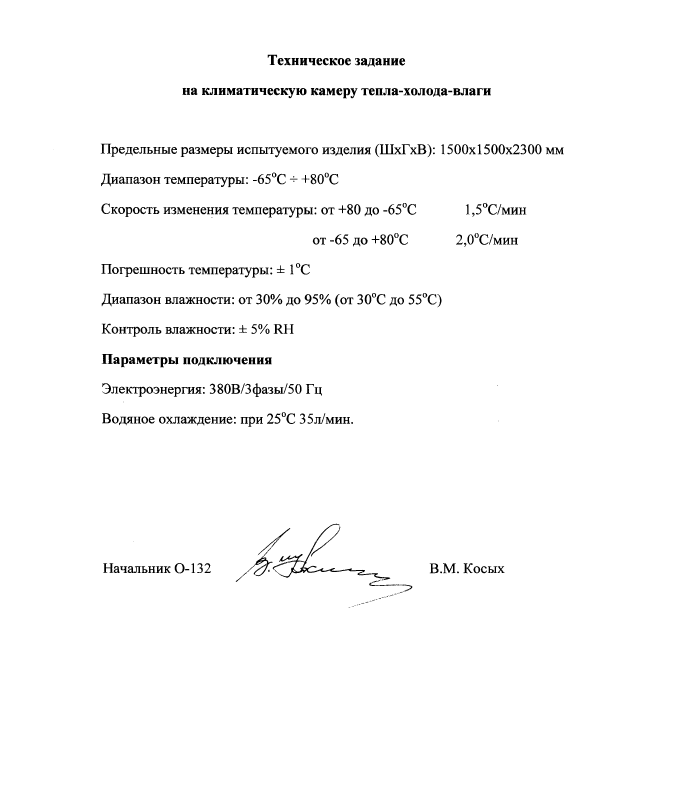 Техническое задание
на климатическую камеру тепла-холода-влаги
Предельные размеры испытуемого изделия (ШхГхВ): 1500х1500х2300 мм
Диапазон температуры: -65°С ÷ +80°С
Скорость изменения температуры: от +80 до -65°С 1,5°С/мин
от -65 до +80°С 2,0°С/мин
Погрешность температуры: ± 1°С
Диапазон влажности: от 30% до 95% (от 30°С до 55°С)
Контроль влажности: ± 5% RH
Параметры подключения
Электроэнергия: 380В/3фазы/50 Гц
Водяное охлаждение: при 25°С 35л/мин.
Начальник О-132 В.М. Косых